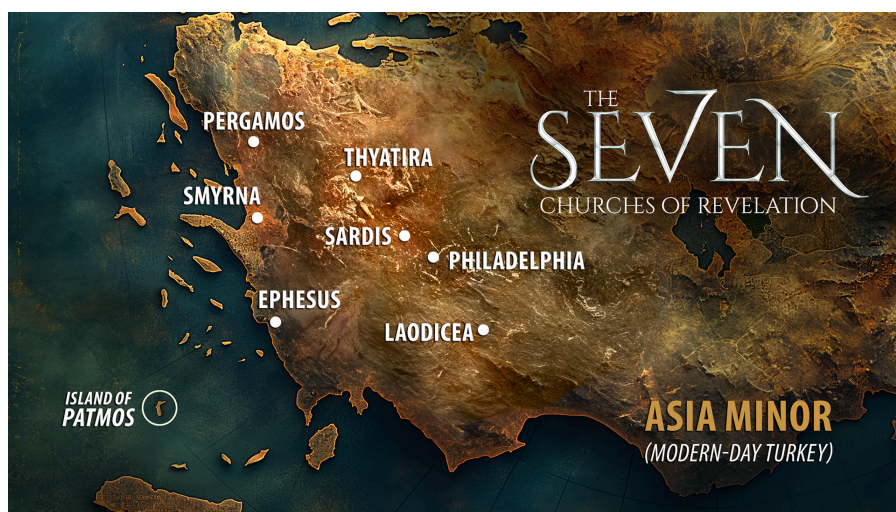 THE
SEVEN
CHURCHES OF REVELATION
PERGAMOS
THYATIRA
SMYRNA
SARDIS
PHILADELPHIA
EPHESUS
LAODICEA
ISLAND OF
PATMOS
ASIA MINOR
(MODERN-DAY TURKEY)